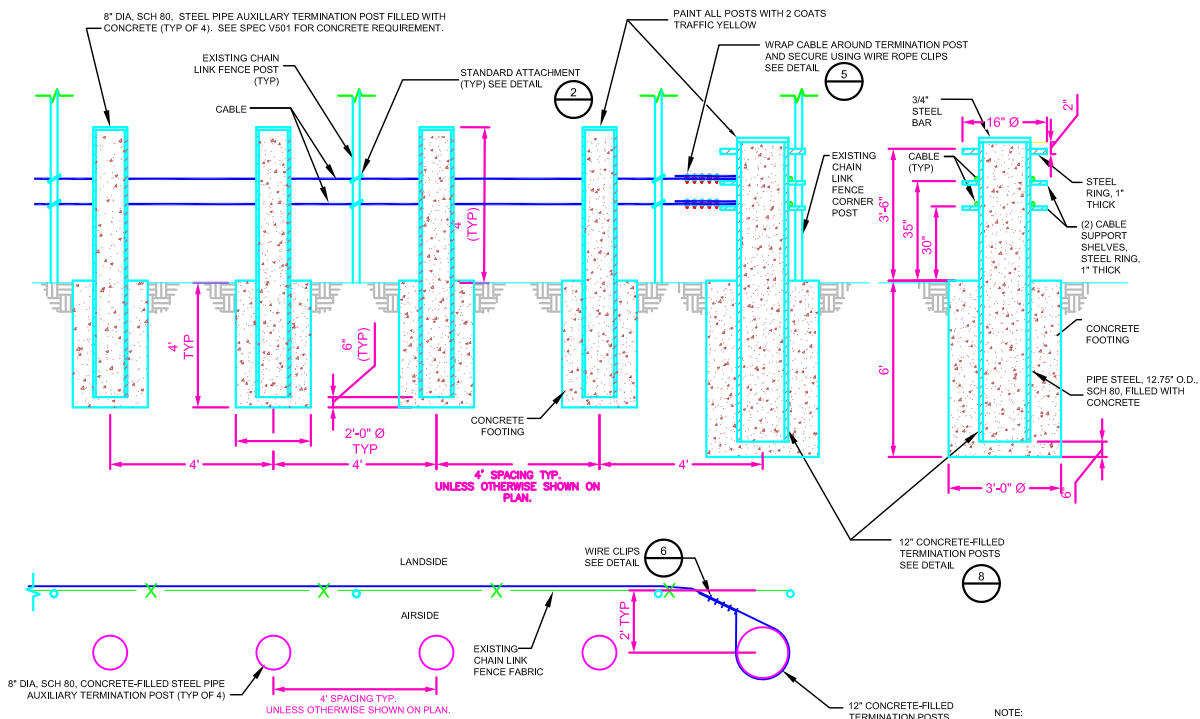 8" DIA, SCH 80, STEEL PIPE AUXILLARY TERMINATION POST FILLED WITH
CONCRETE (TYP OF 4). SEE SPEC V501 FOR CONCRETE REQUIREMENT.
PAINT ALL POSTS WITH 2 COATS
TRAFFIC YELLOW
EXISTING CHAIN
LINK FENCE POST
(TYP)
STANDARD ATTACHMENT
(TYP) SEE DETAIL
2
WRAP CABLE AROUND TERMINATION POST
AND SECURE USING WIRE ROPE CLIPS
SEE DETAIL
5
CABLE
3/4"
STEEL
BAR
16" Ø
2"
EXISTING
CHAIN
LINK
FENCE
CORNER
POST
CABLE
(TYP)
STEEL
RING, 1"
THICK
(2) CABLE
SUPPORT
SHELVES,
STEEL RING,
1" THICK
4'
(TYP)
3'-6"
35"
30"
4'
TYP
6"
(TYP)
6'
CONCRETE
FOOTING
PIPE STEEL, 12.75" O.D.,
SCH 80, FILLED WITH
CONCRETE
2'-0" Ø
TYP
CONCRETE
FOOTING
4'
4'
4'
4' SPACING TYP.
UNLESS OTHERWISE SHOWN ON
PLAN.
3'-0" Ø
6"
12" CONCRETE-FILLED
TERMINATION POSTS
SEE DETAIL
8
WIRE CLIPS
SEE DETAIL
6
LANDSIDE
AIRSIDE
2' TYP
EXISTING
CHAIN LINK
FENCE FABRIC
8" DIA, SCH 80, CONCRETE-FILLED STEEL PIPE
AUXILIARY TERMINATION POST (TYP OF 4)
4' SPACING TYP.
UNLESS OTHERWISE SHOWN ON PLAN.
12" CONCRETE-FILLED
TERMINATION POSTS
NOTE: